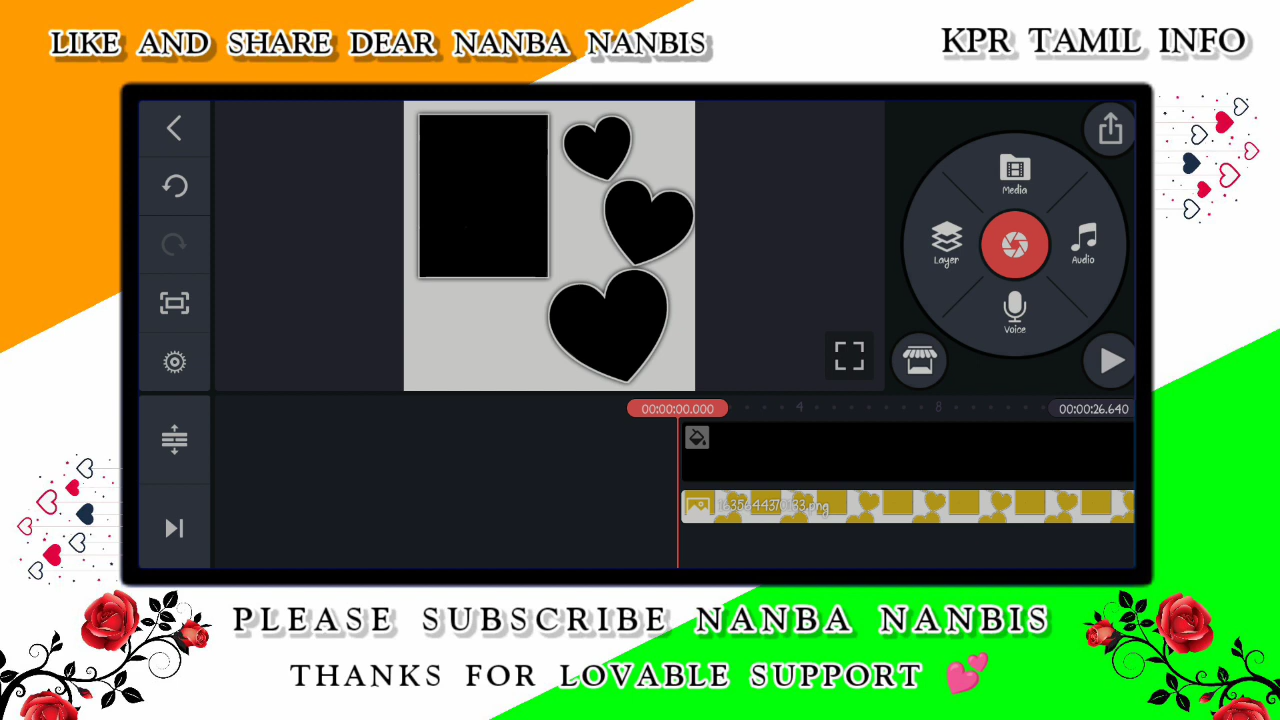 LIKE AND SHARE DEAR NANBA NANBIS
KPR TAMIL INFO
Media
Layer
Audio
Voice
00:00:00.000
4
8
00:00:26.640
PLEASE SUBSCRIBE NANBA NANBIS
THANKS FOR LOVABLE SUPPORT 💕